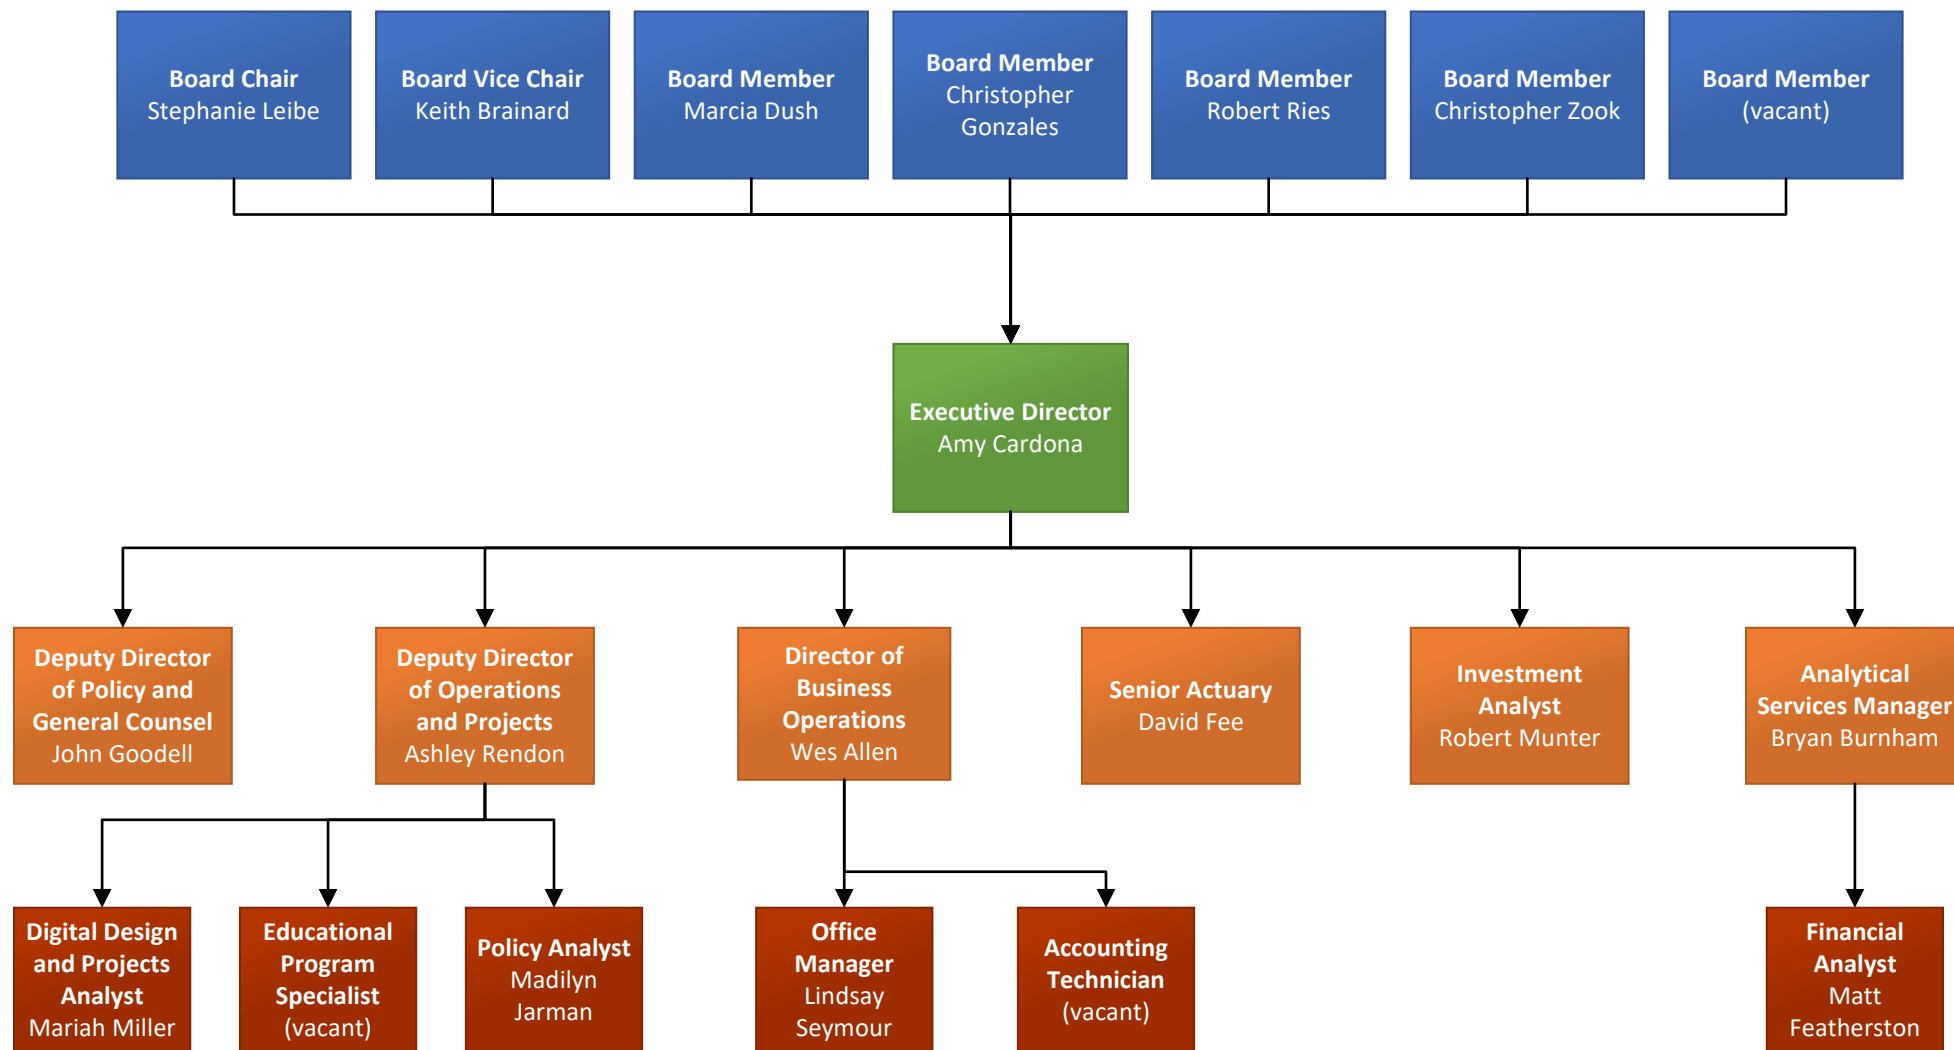 Board Chair
Stephanie Leibe
Board Vice Chair
Keith Brainard
Board Member
Marcia Dush
Board Member
Christopher
Gonzales
Board Member
Robert Ries
Board Member
Christopher Zook
Board Member
(vacant)
Executive Director
Amy Cardona
Deputy Director
of Policy and
General Counsel
John Goodell
Deputy Director
of Operations
and Projects
Ashley Rendon
Director of
Business
Operations
Wes Allen
Senior Actuary
David Fee
Investment
Analyst
Robert Munter
Analytical
Services Manager
Bryan Burnham
Digital Design
and Projects
Analyst
Mariah Miller
Educational
Program
Specialist
(vacant)
Policy Analyst
Madilyn
Jarman
Office
Manager
Lindsay
Seymour
Accounting
Technician
(vacant)
Financial
Analyst
Matt
Featherston